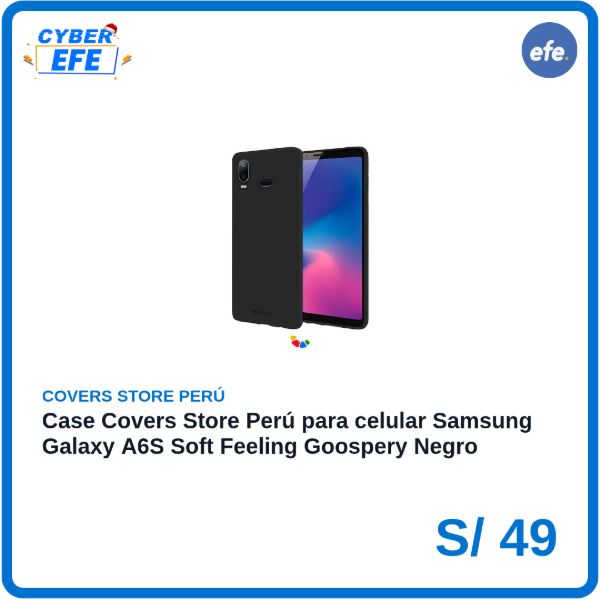 CYBER
EFE
efe.
COVERS STORE PERÚ
Case Covers Store Perú para celular Samsung
Galaxy A6S Soft Feeling Goospery Negro
S/ 49